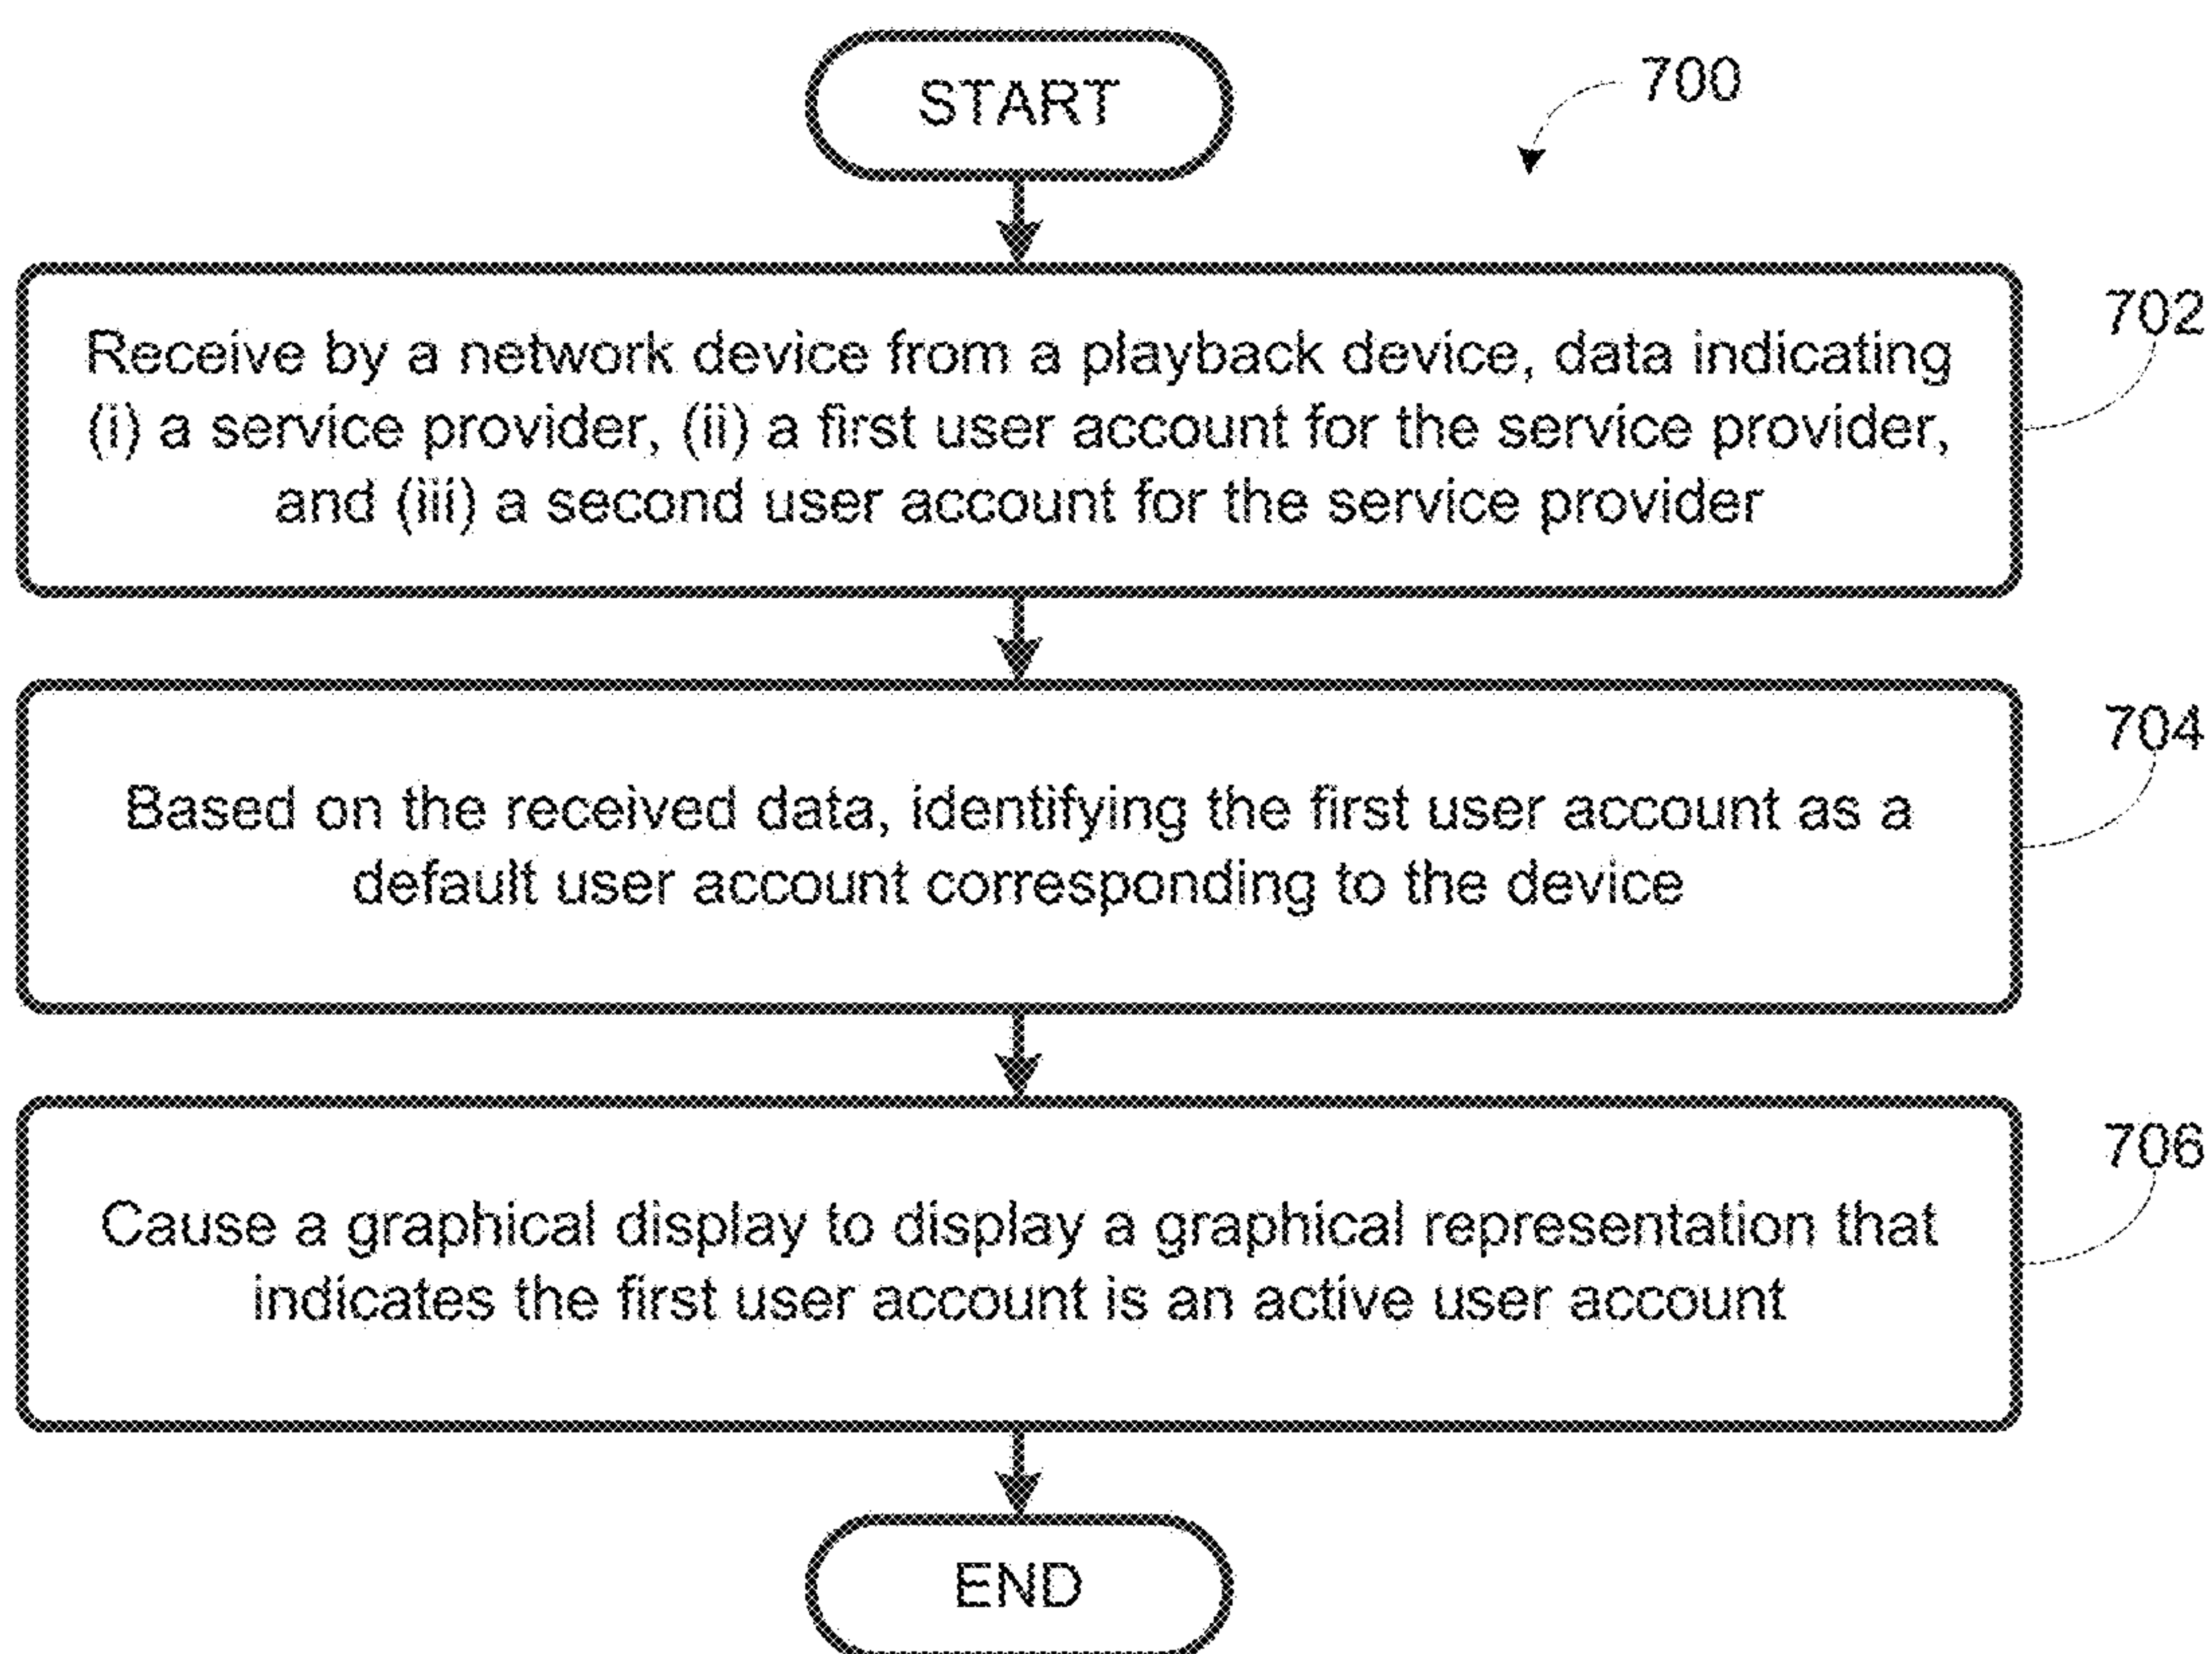 START
700
702
Receive by a network device from a playback device, data indicating
(i) a service provider, (ii) a first user account for the service provider,
and (iii) a second user account for the service provider
704
Based on the received data, identifying the first user account as a
default user account corresponding to the device
706
Cause a graphical display to display a graphical representation that
indicates the first user account is an active user account
END